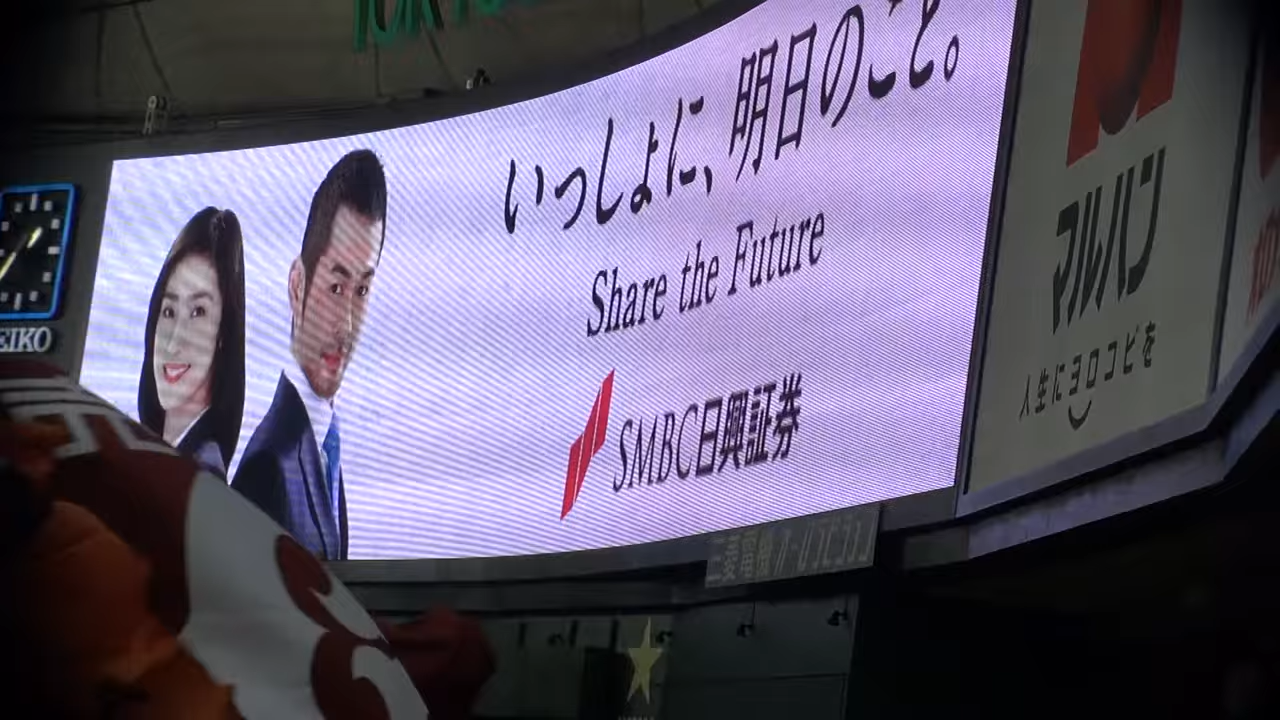 いっしょに、明日のこと。
Share the Future
SMBC日興証券
SEIKO
マルハン
人生にヨロコビを